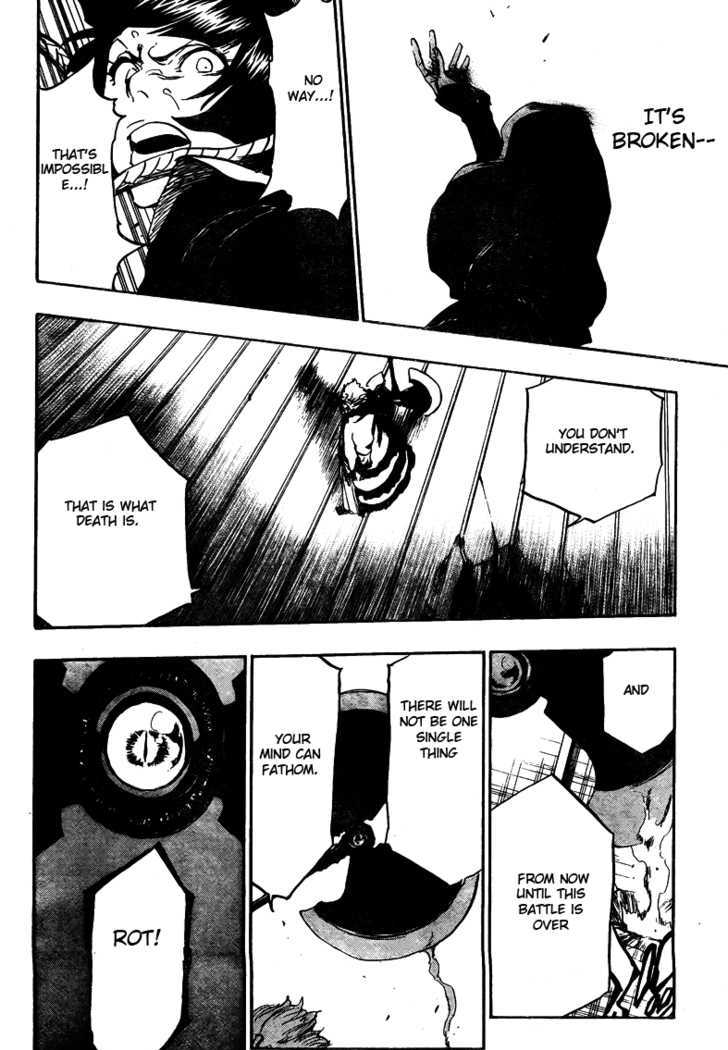 IT'S
BROKEN--
NO
WAY...!
THAT'S
IMPOSSIBL
E...!
YOU DON'T
UNDERSTAND.
THAT IS WHAT
DEATH IS.
AND
FROM NOW
UNTIL THIS
BATTLE IS
OVER
THERE WILL
NOT BE ONE
SINGLE
THING
YOUR
MIND CAN
FATHOM.
ROT!